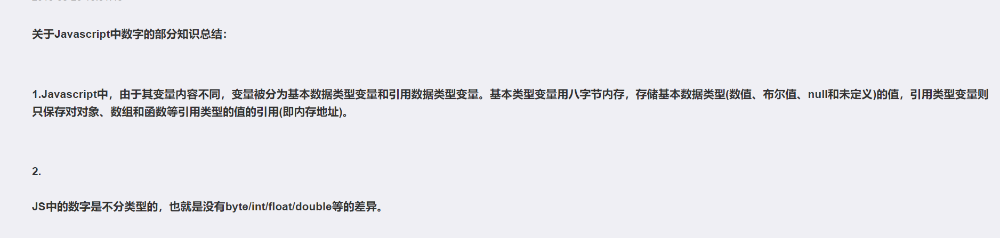 关于Javascript中数字的部分知识总结：
1.Javascript中，由于其变量内容不同，变量被分为基本数据类型变量和引用数据类型变量。基本类型变量用八字节内存，存储基本数据类型(数值、布尔值、null和未定义)的值，引用类型变量则
只保存对对象、数组和函数等引用类型的值的引用(即内存地址)。
2.
JS中的数字是不分类型的，也就是没有byte/int/float/double等的差异。